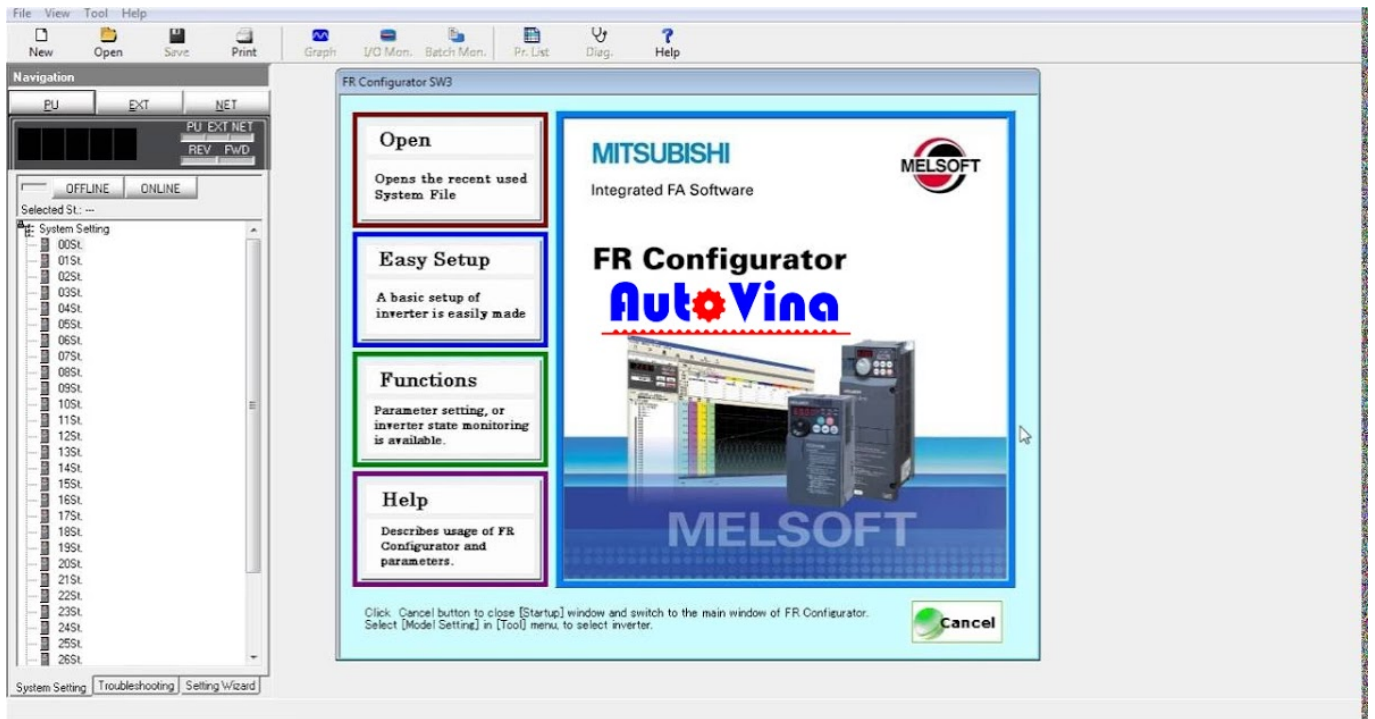 File View Tool Help
New Open Save Print Graph I/O Mon. Batch Mon. Pr. List Diag. Help
Navigation
PU EXT NET
PU EXT NET
REV FWD
OFFLINE ONLINE
Selected St.: ---
System Setting
00St.
01St.
02St.
03St.
04St.
05St.
06St.
07St.
08St.
09St.
10St.
11St.
12St.
13St.
14St.
15St.
16St.
17St.
18St.
19St.
20St.
21St.
22St.
23St.
24St.
25St.
26St.
System Setting Troubleshooting Setting Wizard
FR Configurator SW3
Open
Opens the recent used
System File
Easy Setup
A basic setup of
inverter is easily made
Functions
Parameter setting, or
inverter state monitoring
is available.
Help
Describes usage of FR
Configurator and
parameters.
MITSUBISHI
Integrated FA Software
MELSOFT
FR Configurator
AutoVina
MELSOFT
Click Cancel button to close [Startup] window and switch to the main window of FR Configurator.
Select [Model Setting] in [Tool] menu, to select inverter.
Cancel